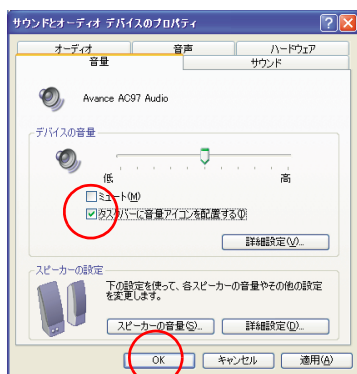 サウンドとオーディオ デバイスのプロパティ
オーディオ 音声 ハードウェア
音量 サウンド
Avance AC97 Audio
デバイスの音量
低 高
ミュート(M)
タスクバーに音量アイコンを配置する(I)
詳細設定(V)...
スピーカーの設定
下の設定を使って、各スピーカーの音量やその他の設定
を変更します。
スピーカーの音量(S)... 詳細設定(D)...
OK キャンセル 適用(A)